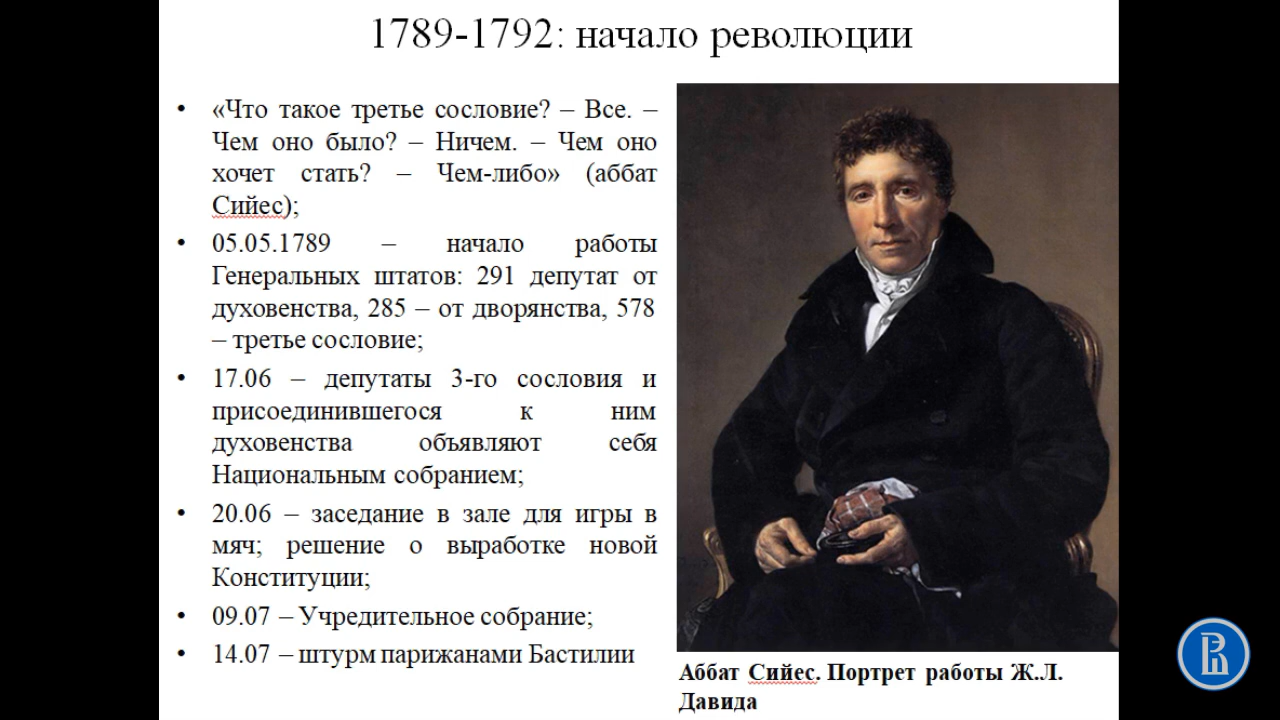 1789-1792: начало революции
• «Что такое третье сословие? – Все. –
Чем оно было? – Ничем. – Чем оно
хочет стать? – Чем-либо» (аббат
Сийес);
• 05.05.1789 – начало работы
Генеральных штатов: 291 депутат от
духовенства, 285 – от дворянства, 578
– третье сословие;
• 17.06 – депутаты 3-го сословия и
присоединившегося к ним
духовенства объявляют себя
Национальным собранием;
• 20.06 – заседание в зале для игры в
мяч; решение о выработке новой
Конституции;
• 09.07 – Учредительное собрание;
• 14.07 – штурм парижанами Бастилии
Аббат Сийес. Портрет работы Ж.Л.
Давида